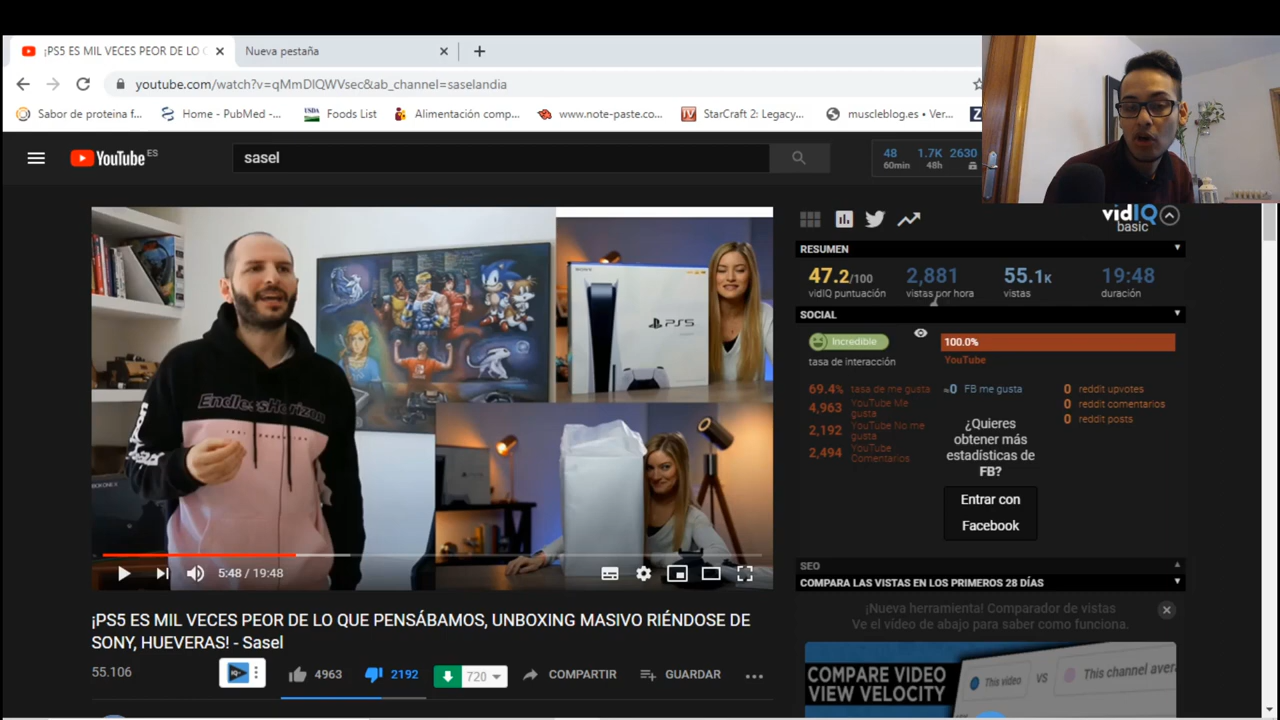 ¡PS5 ES MIL VECES PEOR DE LO Q
Nueva pestaña
youtube.com/watch?v=qMmDlQWVsec&ab_channel=saselandia
Sabor de proteina f...
Home - PubMed -...
USDA
Foods List
Alimentación comp...
www.note-paste.co...
StarCraft 2: Legacy...
muscleblog.es • Ver...
YouTube ES
sasel
48
60min
1.7K
48h
2630
vidIQ
basic
RESUMEN
47.2/100
vidIQ puntuación
2,881
vistas por hora
55.1K
vistas
19:48
duración
SOCIAL
Incredible
tasa de interacción
100.0%
YouTube
69.4% tasa de me gusta
4,963 YouTube Me gusta
2,192 YouTube No me gusta
2,494 YouTube Comentarios
≈0 FB me gusta
¿Quieres
obtener más
estadísticas de
FB?
Entrar con
Facebook
0 reddit upvotes
0 reddit comentarios
0 reddit posts
SEO
COMPARA LAS VISTAS EN LOS PRIMEROS 28 DÍAS
¡Nueva herramienta! Comparador de vistas
Ve el vídeo de abajo para saber como funciona.
COMPARE VIDEO
VIEW VELOCITY
This video
VS
This channel avera
EndlessHorizon
SONY
PS5
5:48 / 19:48
¡PS5 ES MIL VECES PEOR DE LO QUE PENSÁBAMOS, UNBOXING MASIVO RIÉNDOSE DE
SONY, HUEVERAS! - Sasel
55.106
4963
2192
720
COMPARTIR
GUARDAR